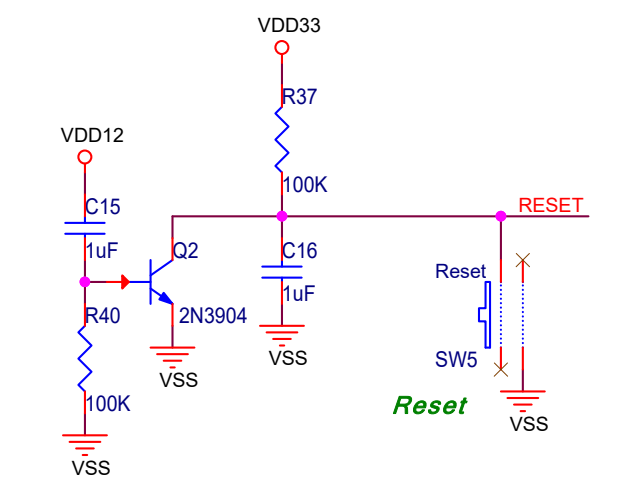 VDD33
R37
100K
VDD12
C15
1uF
Q2
2N3904
VSS
R40
100K
VSS
C16
1uF
VSS
RESET
Reset
SW5
VSS
Reset